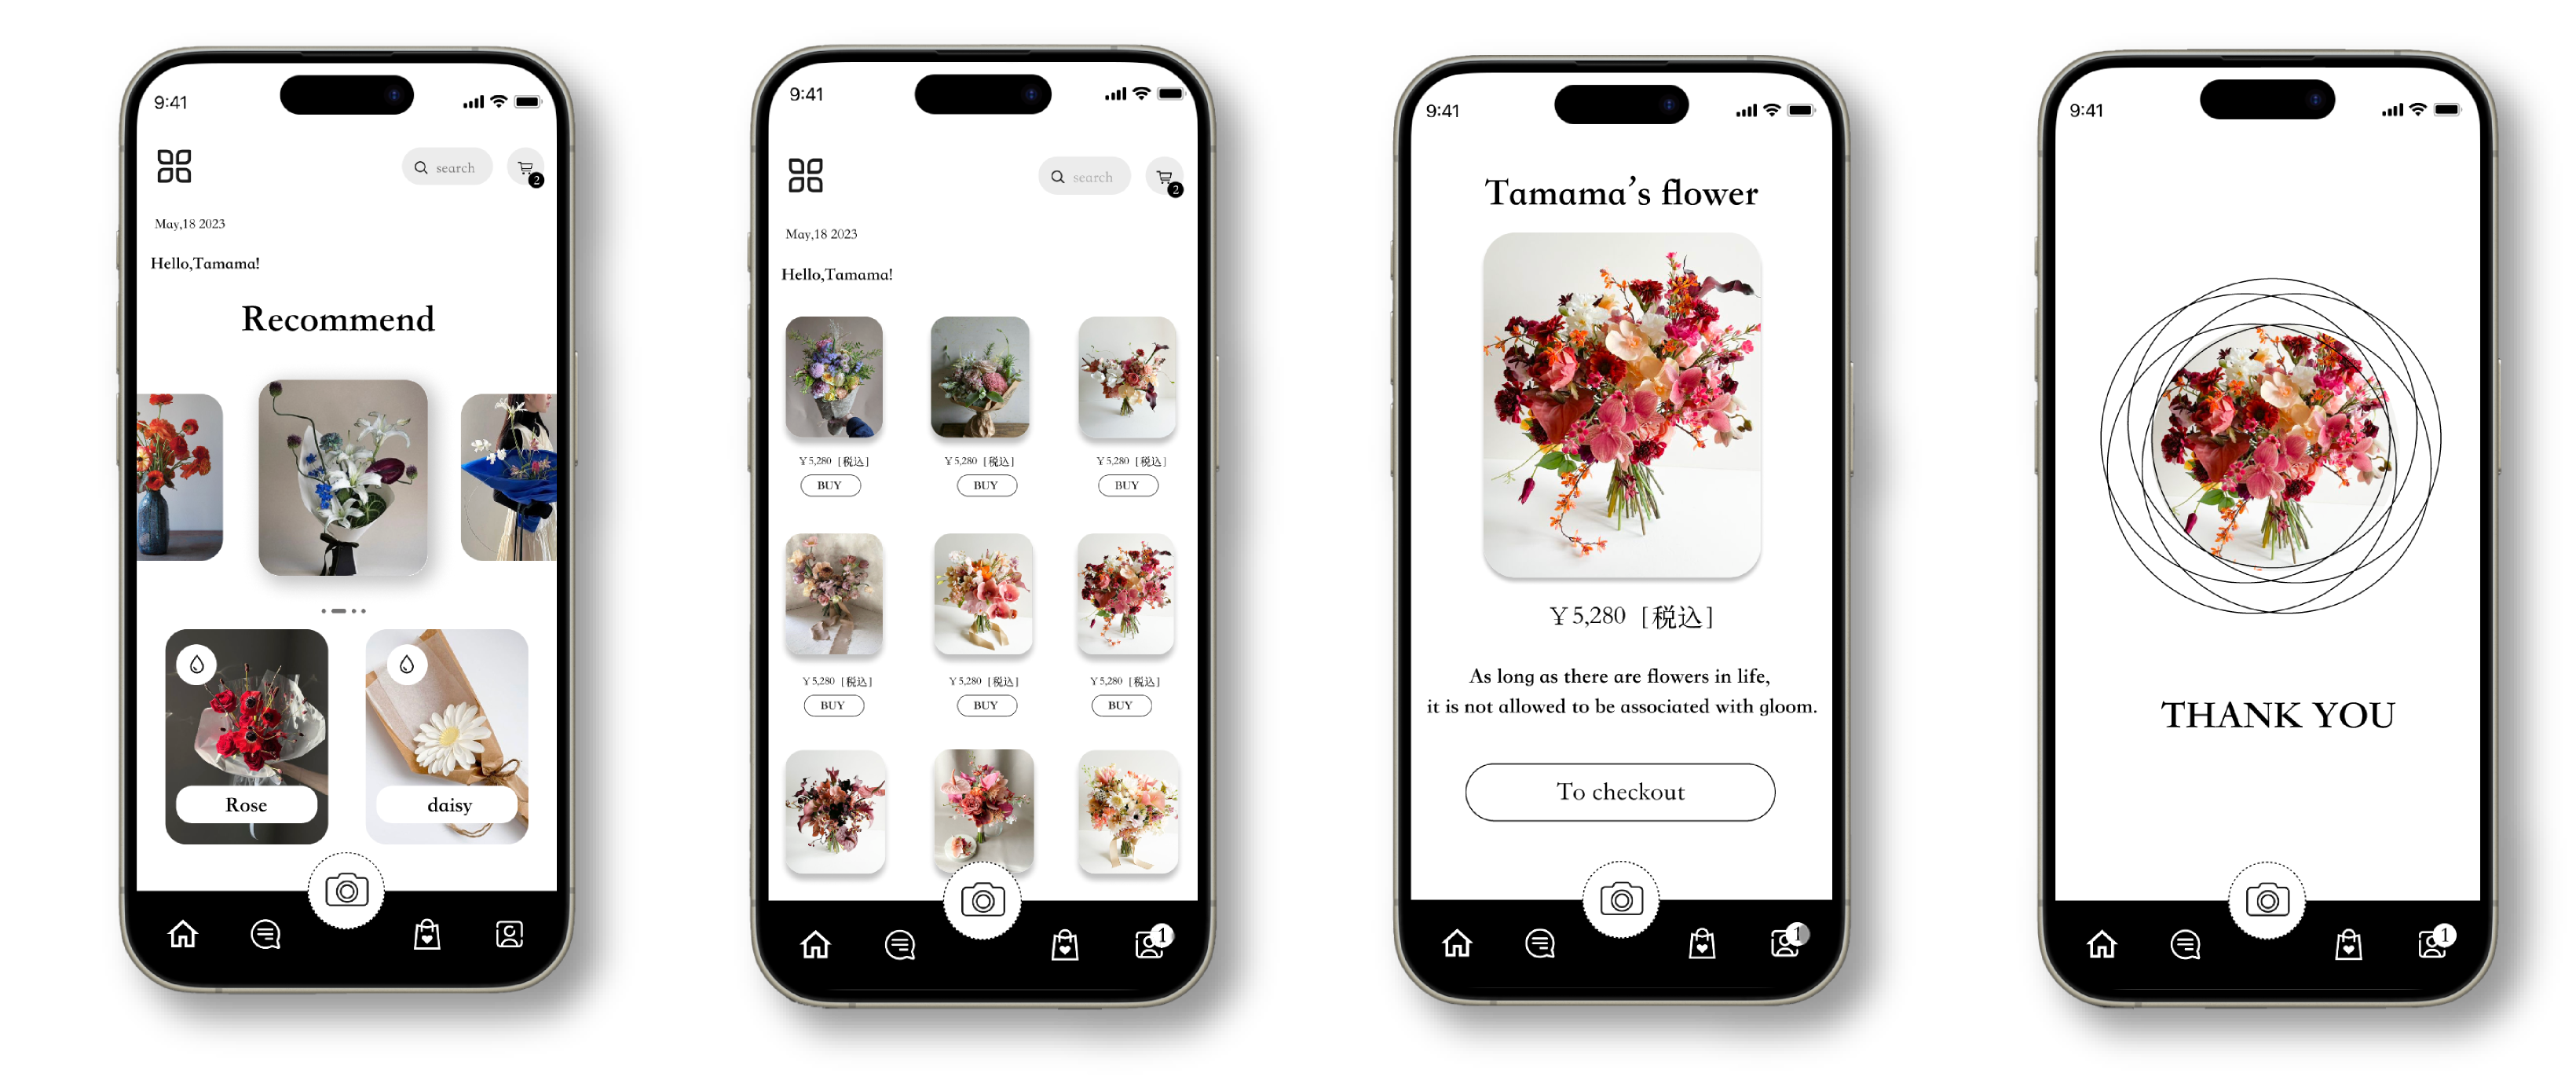 9:41
search
2
May,18 2023
Hello,Tamama!
Recommend
Rose
daisy
9:41
search
2
May,18 2023
Hello,Tamama!
￥5,280 [税込]
￥5,280 [税込]
￥5,280 [税込]
BUY
BUY
BUY
￥5,280 [税込]
￥5,280 [税込]
￥5,280 [税込]
BUY
BUY
BUY
1
9:41
Tamama’s flower
￥5,280 [税込]
As long as there are flowers in life,
it is not allowed to be associated with gloom.
To checkout
1
9:41
THANK YOU
1